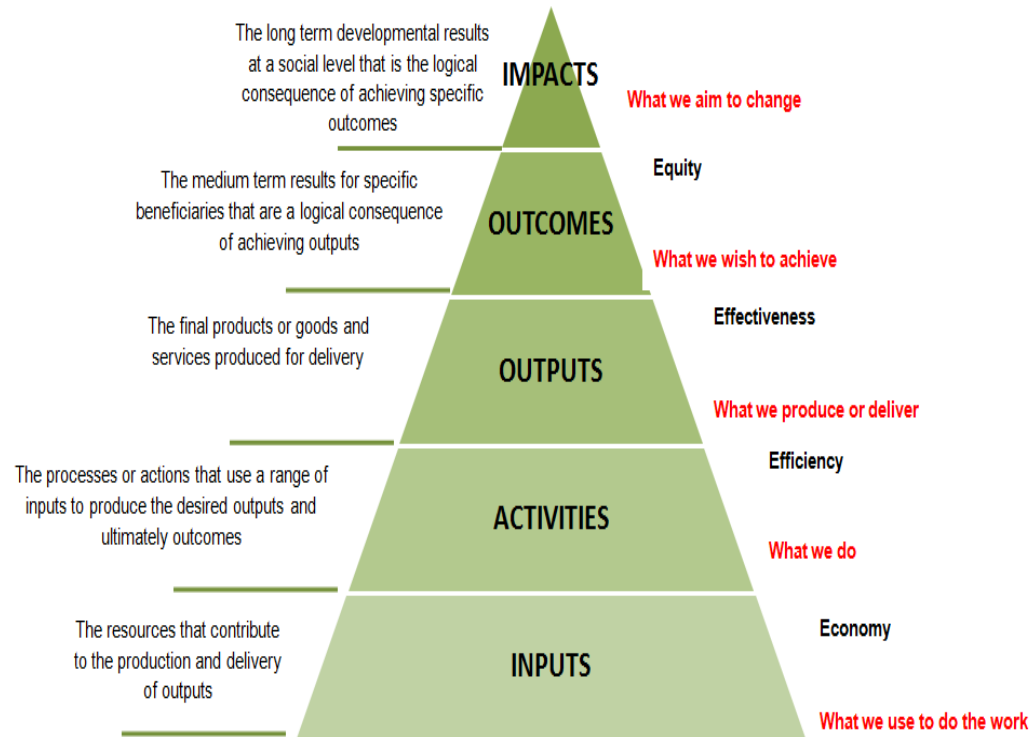 The long term developmental results
at a social level that is the logical
consequence of achieving specific
outcomes
IMPACTS
What we aim to change
The medium term results for specific
beneficiaries that are a logical consequence
of achieving outputs
OUTCOMES
Equity
What we wish to achieve
The final products or goods and
services produced for delivery
OUTPUTS
Effectiveness
What we produce or deliver
The processes or actions that use a range of
inputs to produce the desired outputs and
ultimately outcomes
ACTIVITIES
Efficiency
What we do
The resources that contribute
to the production and delivery
of outputs
INPUTS
Economy
What we use to do the work